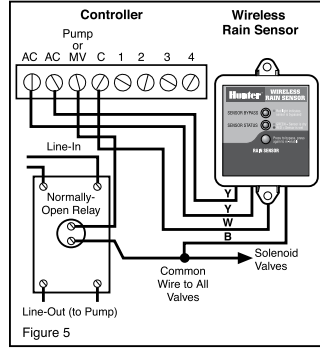 Controller
Wireless
Rain Sensor
Pump
or
MV
AC AC C 1 2 3 4
Hunter
WIRELESS
RAIN SENSOR
SENSOR BYPASS
SENSOR STATUS
RAIN SENSOR
Line-In
Normally-
Open Relay
Y
Y
W
B
Solenoid
Valves
Common
Wire to All
Valves
Line-Out (to Pump)
Figure 5